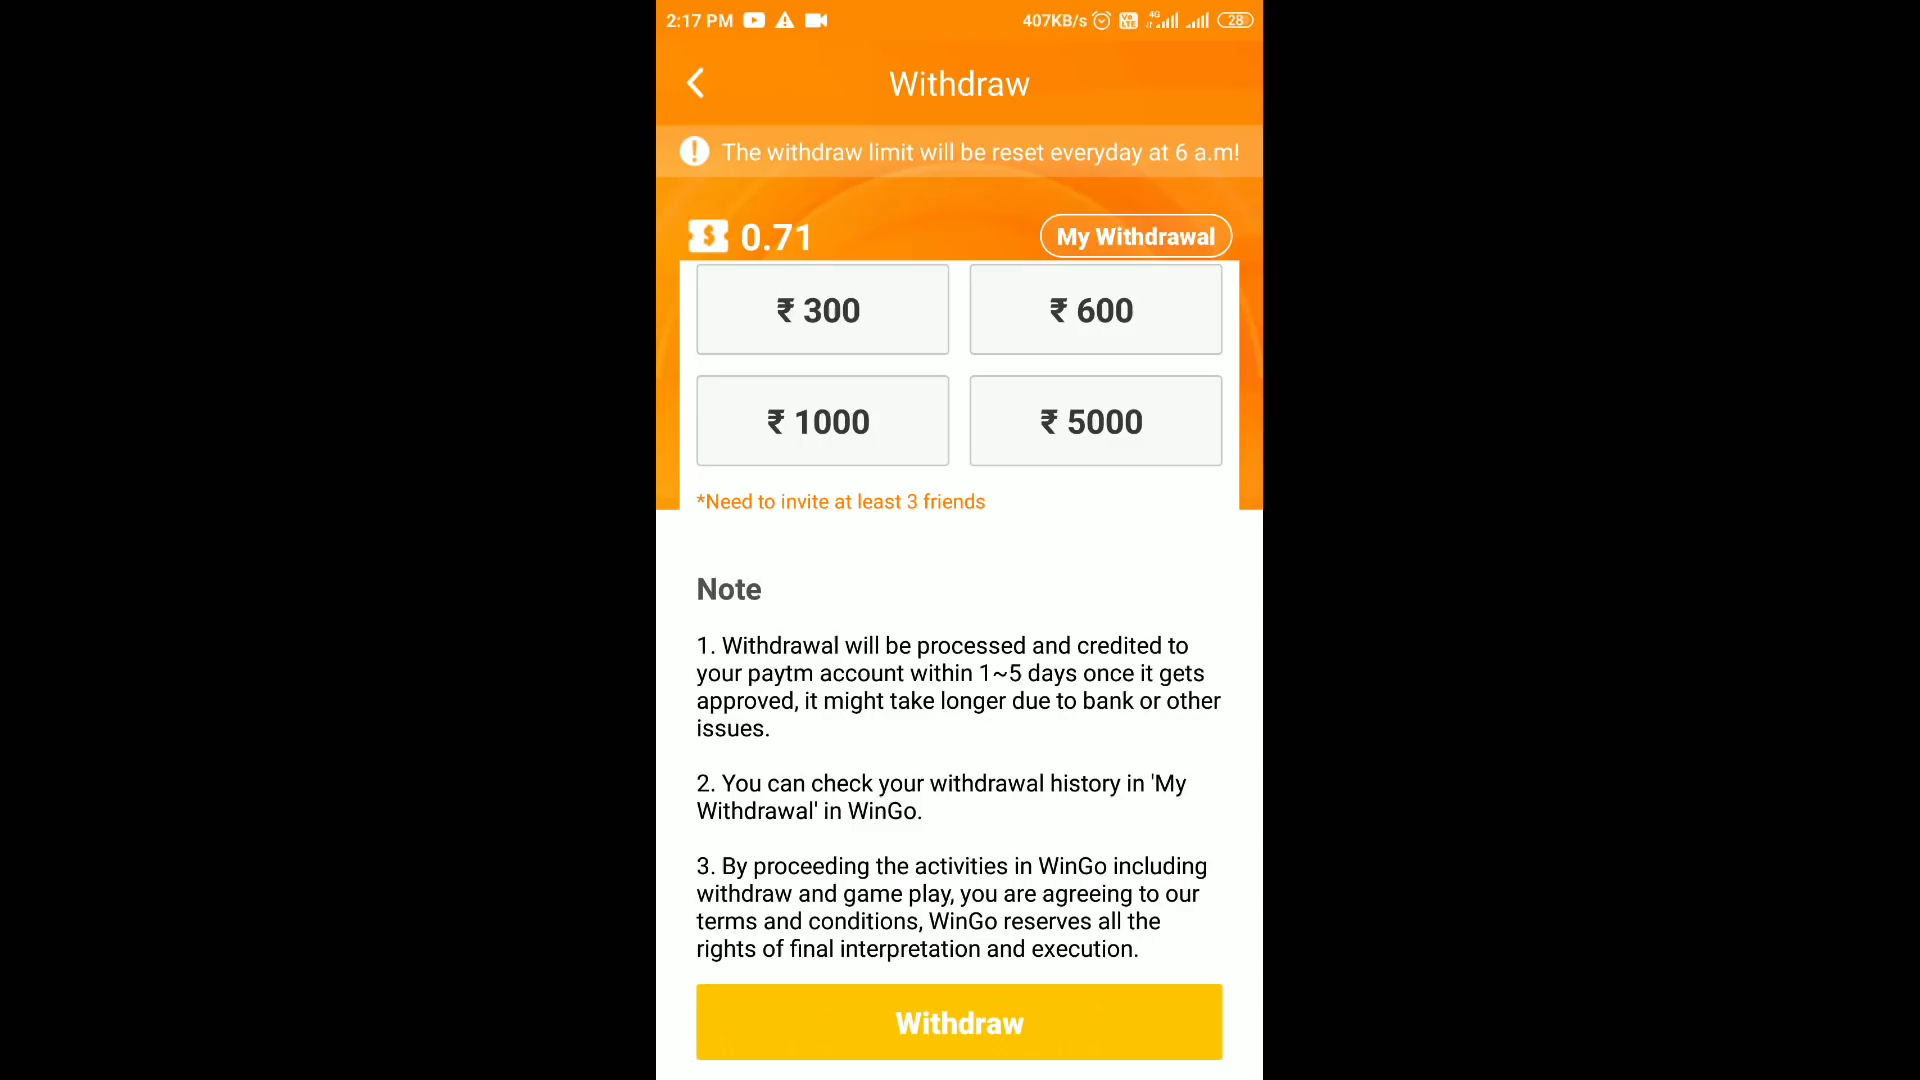 2:17 PM 407KB/s VO LTE 4G 28
Withdraw
The withdraw limit will be reset everyday at 6 a.m!
0.71 My Withdrawal
₹ 300 ₹ 600
₹ 1000 ₹ 5000
*Need to invite at least 3 friends
Note
1. Withdrawal will be processed and credited to
your paytm account within 1~5 days once it gets
approved, it might take longer due to bank or other
issues.
2. You can check your withdrawal history in 'My
Withdrawal' in WinGo.
3. By proceeding the activities in WinGo including
withdraw and game play, you are agreeing to our
terms and conditions, WinGo reserves all the
rights of final interpretation and execution.
Withdraw